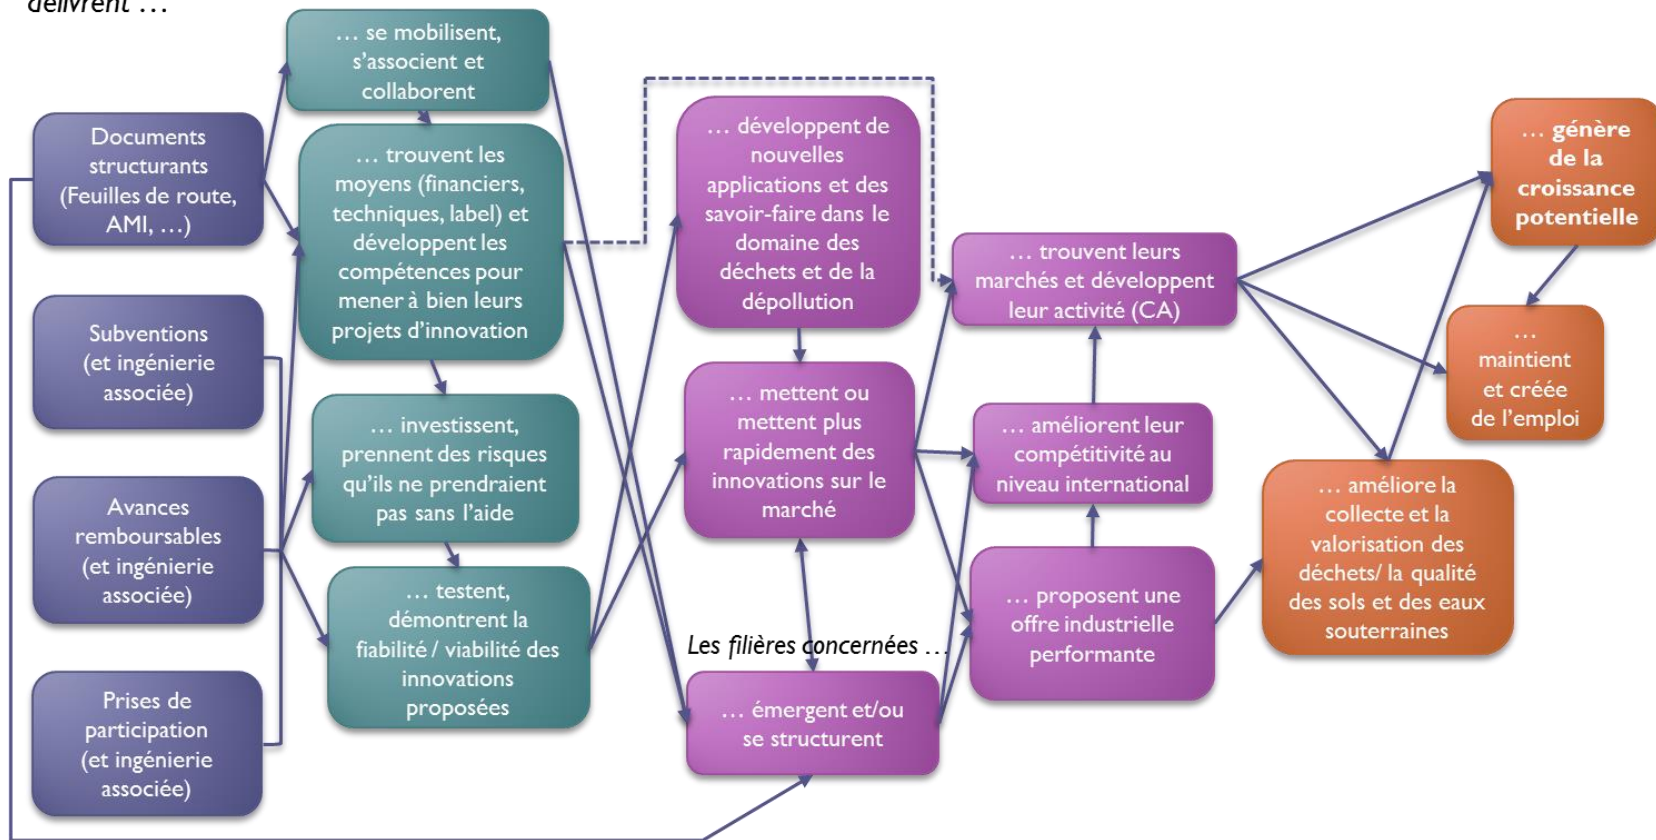 délivrent …
Documents
structurants
(Feuilles de route,
AMI, …)
Subventions
(et ingénierie
associée)
Avances
remboursables
(et ingénierie
associée)
Prises de
participation
(et ingénierie
associée)
… se mobilisent,
s’associent et
collaborent
… trouvent les
moyens (financiers,
techniques, label) et
développent les
compétences pour
mener à bien leurs
projets d’innovation
… investissent,
prennent des risques
qu’ils ne prendraient
pas sans l’aide
… testent,
démontrent la
fiabilité / viabilité des
innovations
proposées
… développent de
nouvelles
applications et des
savoir-faire dans le
domaine des
déchets et de la
dépollution
… mettent ou
mettent plus
rapidement des
innovations sur le
marché
Les filières concernées …
… émergent et/ou
se structurent
… trouvent leurs
marchés et développent
leur activité (CA)
… améliorent leur
compétitivité au
niveau international
… proposent une
offre industrielle
performante
… génère
de la
croissance
potentielle
…
maintient
et créée
de l’emploi
… améliore la
collecte et la
valorisation des
déchets/ la qualité
des sols et des eaux
souterraines